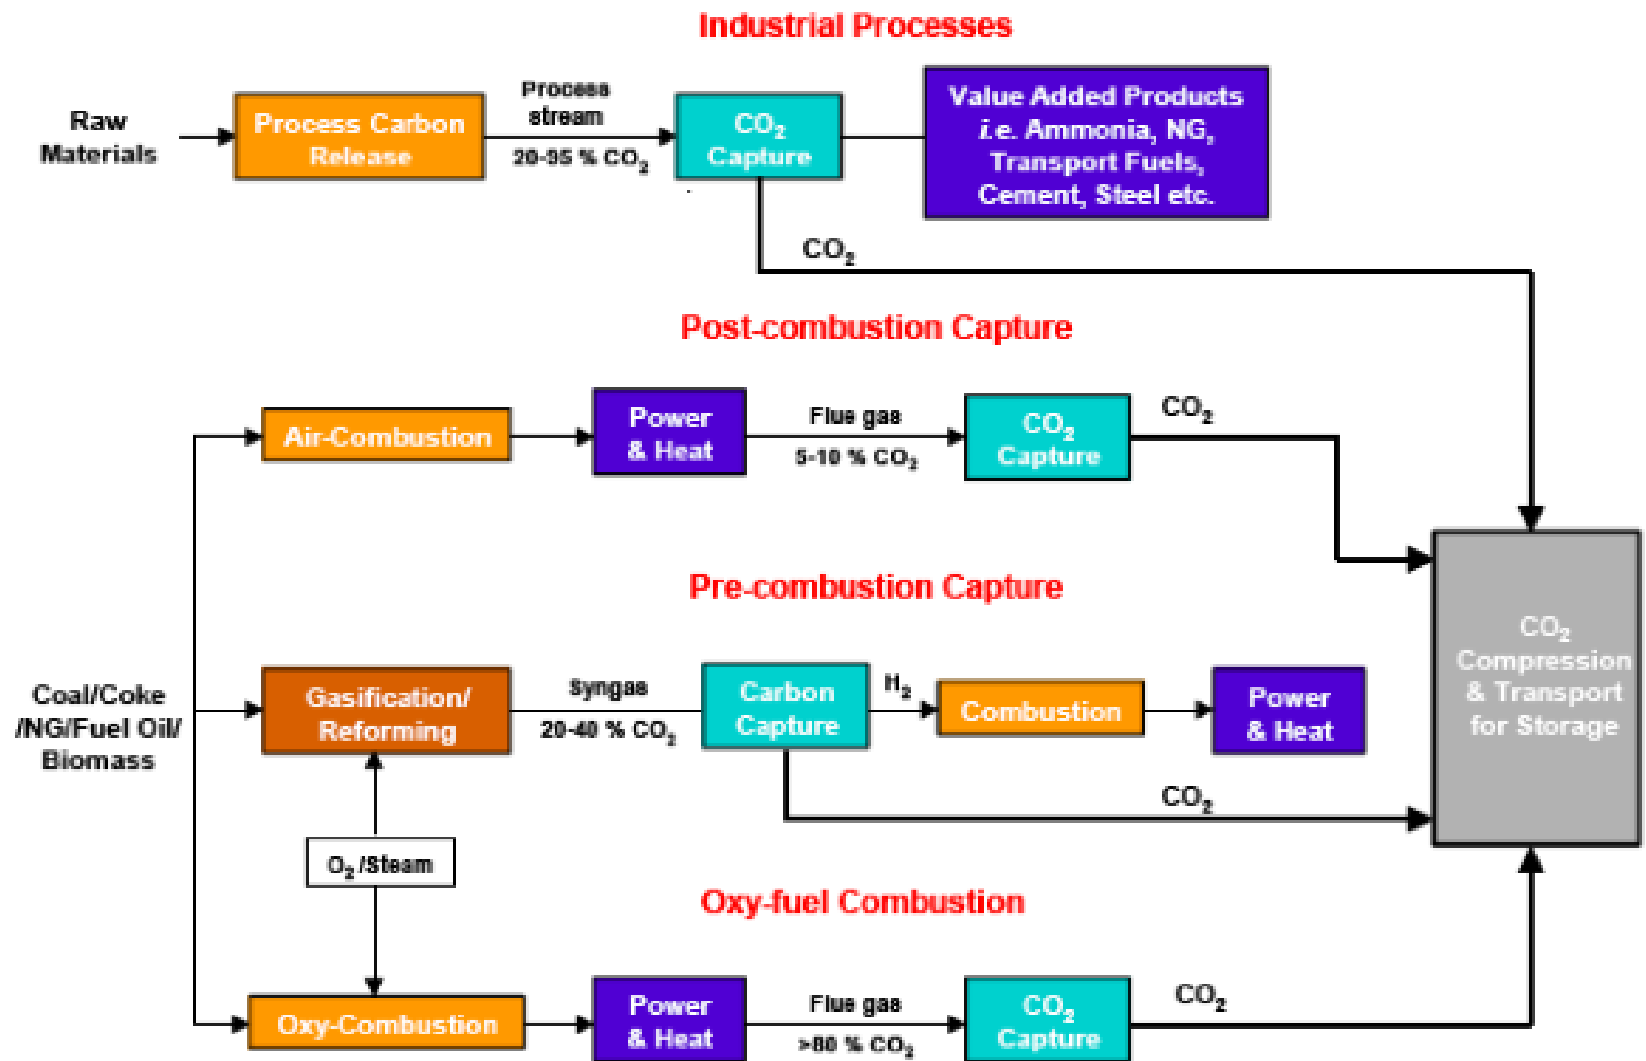 Industrial Processes
Raw
Materials
Process Carbon
Release
Process
stream
20-95 % CO₂
CO₂
Capture
Value Added Products
i.e. Ammonia, NG,
Transport Fuels,
Cement, Steel etc.
CO₂
Post-combustion Capture
Air-Combustion
Power
& Heat
Flue gas
5-10 % CO₂
CO₂
Capture
CO₂
Pre-combustion Capture
Coal/Coke
/NG/Fuel Oil/
Biomass
Gasification/
Reforming
Syngas
20-40 % CO₂
Carbon
Capture
H₂
Combustion
Power
& Heat
CO₂
CO₂
Compression
& Transport
for Storage
O₂ /Steam
Oxy-fuel Combustion
Oxy-Combustion
Power
& Heat
Flue gas
>80 % CO₂
CO₂
Capture
CO₂